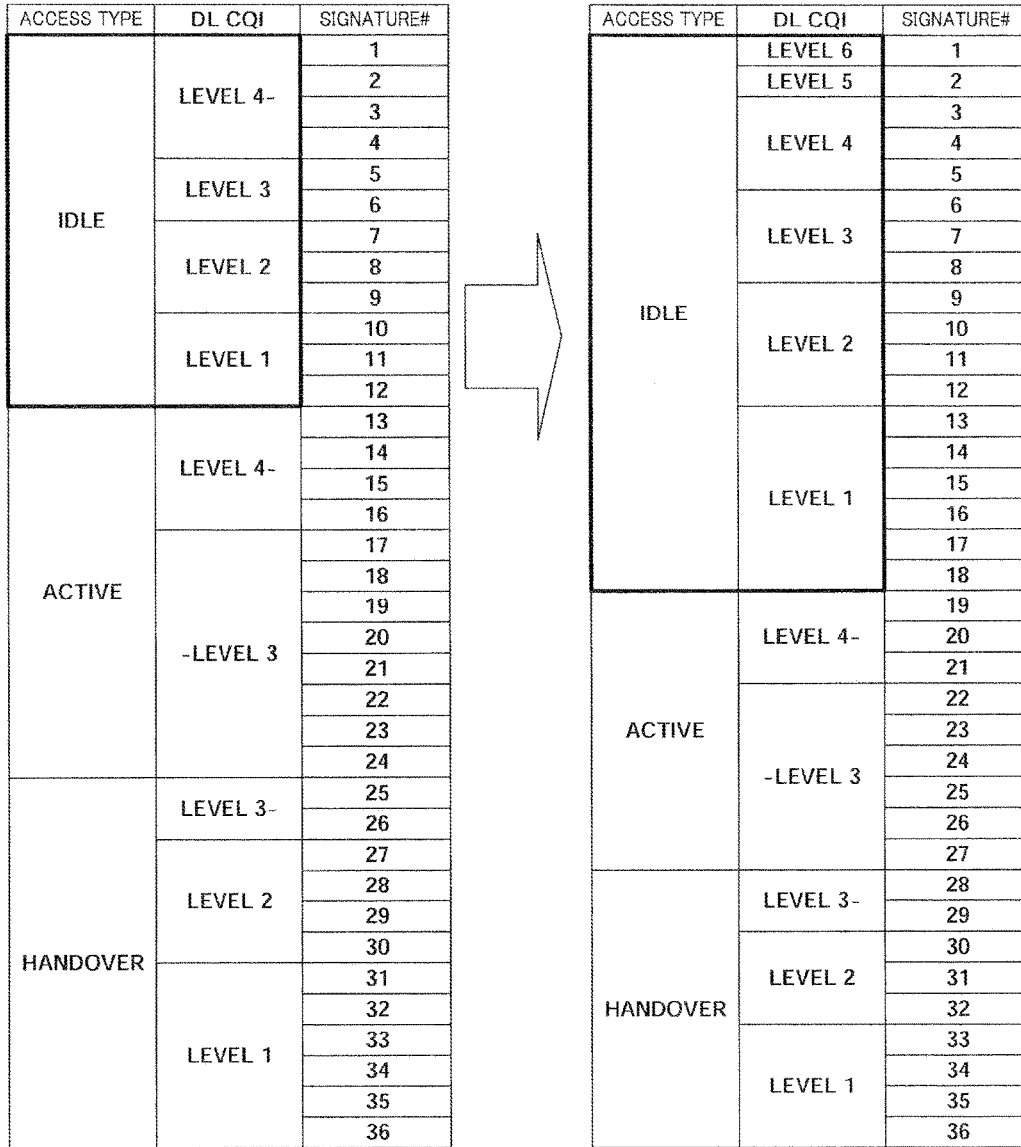 ACCESS TYPE DL CQI SIGNATURE#
IDLE
LEVEL 4-
1
2
3
4
LEVEL 3
5
6
LEVEL 2
7
8
9
LEVEL 1
10
11
12
ACTIVE
LEVEL 4-
13
14
15
16
-LEVEL 3
17
18
19
20
21
22
23
24
HANDOVER
LEVEL 3-
25
26
LEVEL 2
27
28
29
30
LEVEL 1
31
32
33
34
35
36
ACCESS TYPE DL CQI SIGNATURE#
IDLE
LEVEL 6
1
LEVEL 5
2
LEVEL 4
3
4
5
LEVEL 3
6
7
8
LEVEL 2
9
10
11
12
LEVEL 1
13
14
15
16
17
18
ACTIVE
LEVEL 4-
19
20
21
-LEVEL 3
22
23
24
25
26
27
HANDOVER
LEVEL 3-
28
29
LEVEL 2
30
31
32
LEVEL 1
33
34
35
36